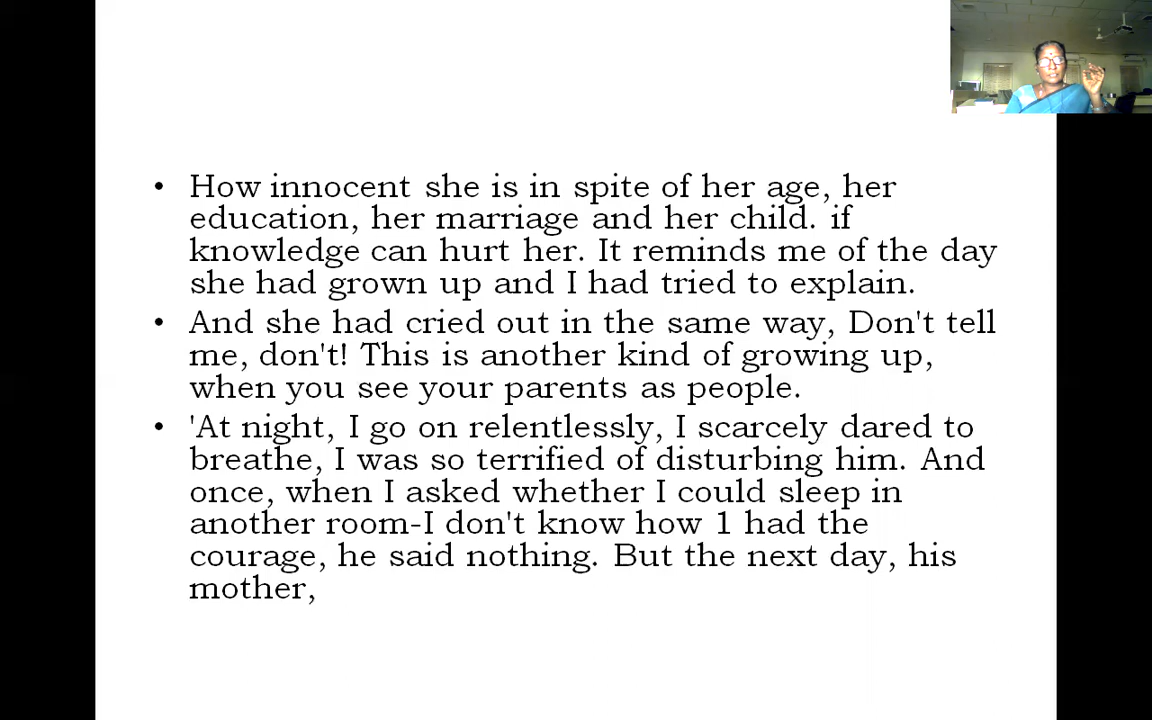 • How innocent she is in spite of her age, her
education, her marriage and her child. if
knowledge can hurt her. It reminds me of the day
she had grown up and I had tried to explain.
• And she had cried out in the same way, Don't tell
me, don't! This is another kind of growing up,
when you see your parents as people.
• 'At night, I go on relentlessly, I scarcely dared to
breathe, I was so terrified of disturbing him. And
once, when I asked whether I could sleep in
another room-I don't know how 1 had the
courage, he said nothing. But the next day, his
mother,